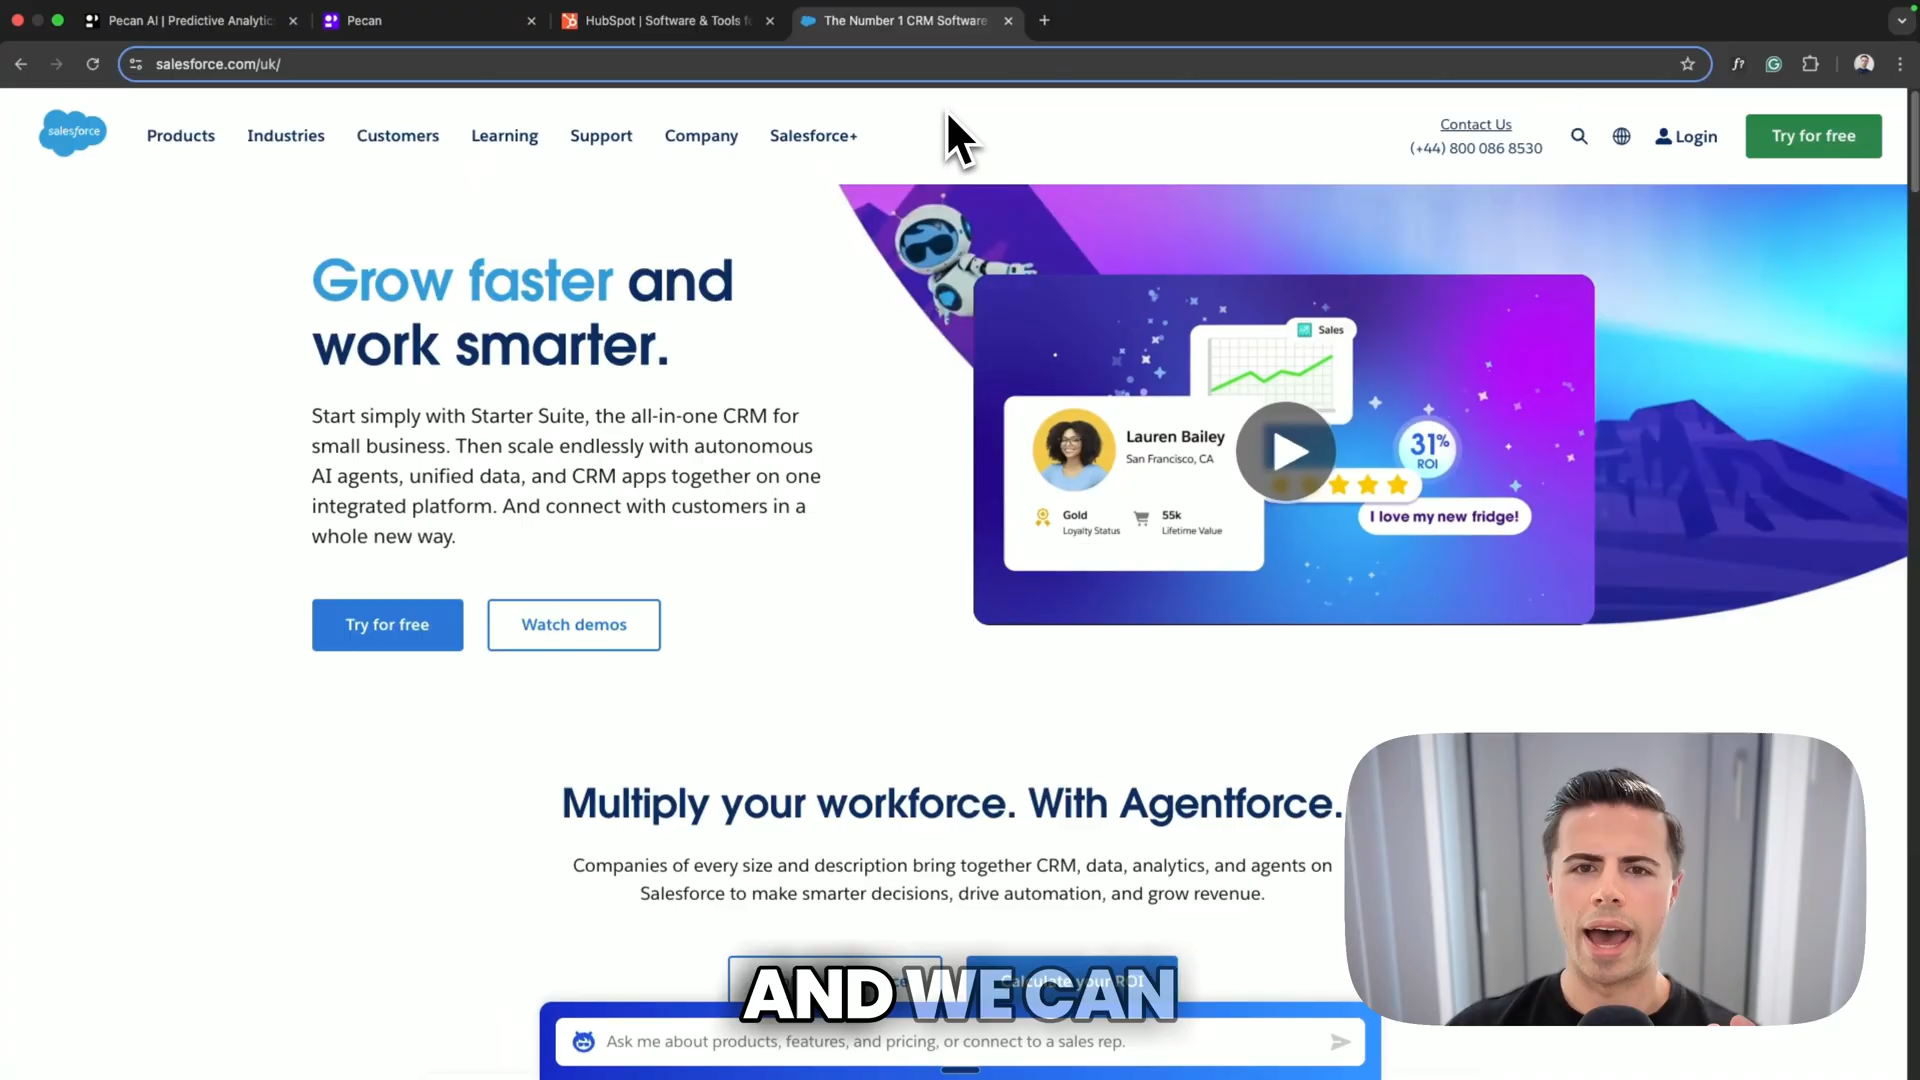 Pecan AI | Predictive Analytic
Pecan
HubSpot | Software & Tools f
The Number 1 CRM Software
salesforce.com/uk/
salesforce
Products
Industries
Customers
Learning
Support
Company
Salesforce+
Contact Us
(+44) 800 086 8530
Login
Try for free
Grow faster and
work smarter.
Start simply with Starter Suite, the all-in-one CRM for
small business. Then scale endlessly with autonomous
AI agents, unified data, and CRM apps together on one
integrated platform. And connect with customers in a
whole new way.
Try for free
Watch demos
Sales
Lauren Bailey
San Francisco, CA
Gold
Loyalty Status
55k
Lifetime Value
31%
ROI
I love my new fridge!
Multiply your workforce. With Agentforce.
Companies of every size and description bring together CRM, data, analytics, and agents on
Salesforce to make smarter decisions, drive automation, and grow revenue.
Calculate your ROI
AND WE CAN
Ask me about products, features, and pricing, or connect to a sales rep.